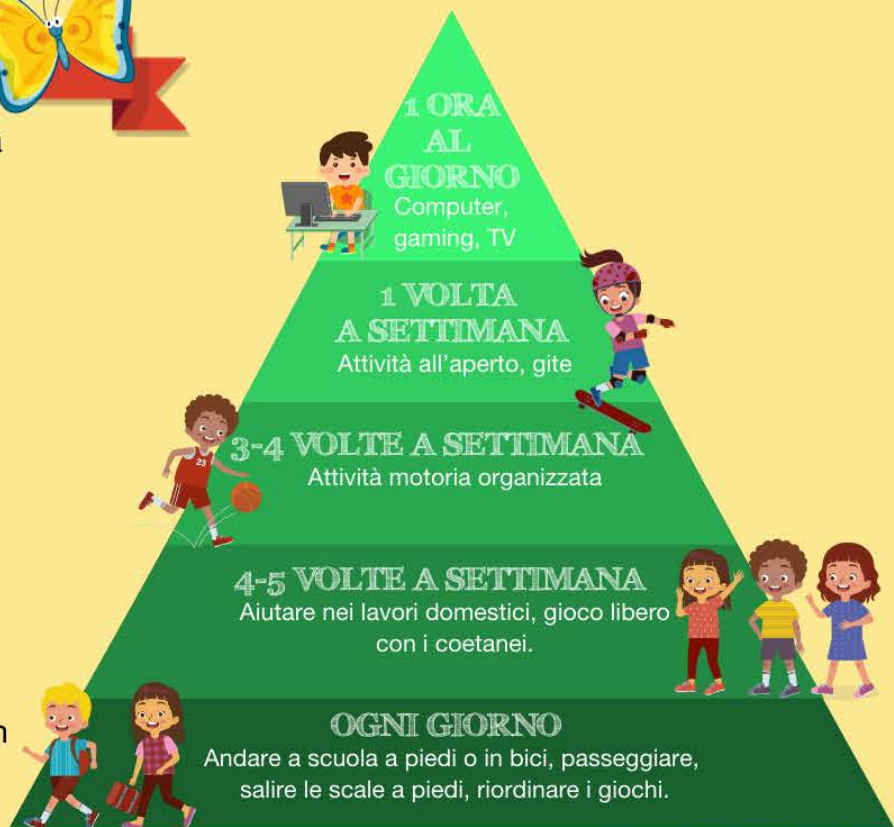 1 ORA
AL
GIORNO
Computer,
gaming, TV
1 VOLTA
A SETTIMANA
Attività all'aperto, gite
3-4 VOLTE A SETTIMANA
Attività motoria organizzata
23
4-5 VOLTE A SETTIMANA
Aiutare nei lavori domestici, gioco libero
con i coetanei.
OGNI GIORNO
Andare a scuola a piedi o in bici, passeggiare,
salire le scale a piedi, riordinare i giochi.